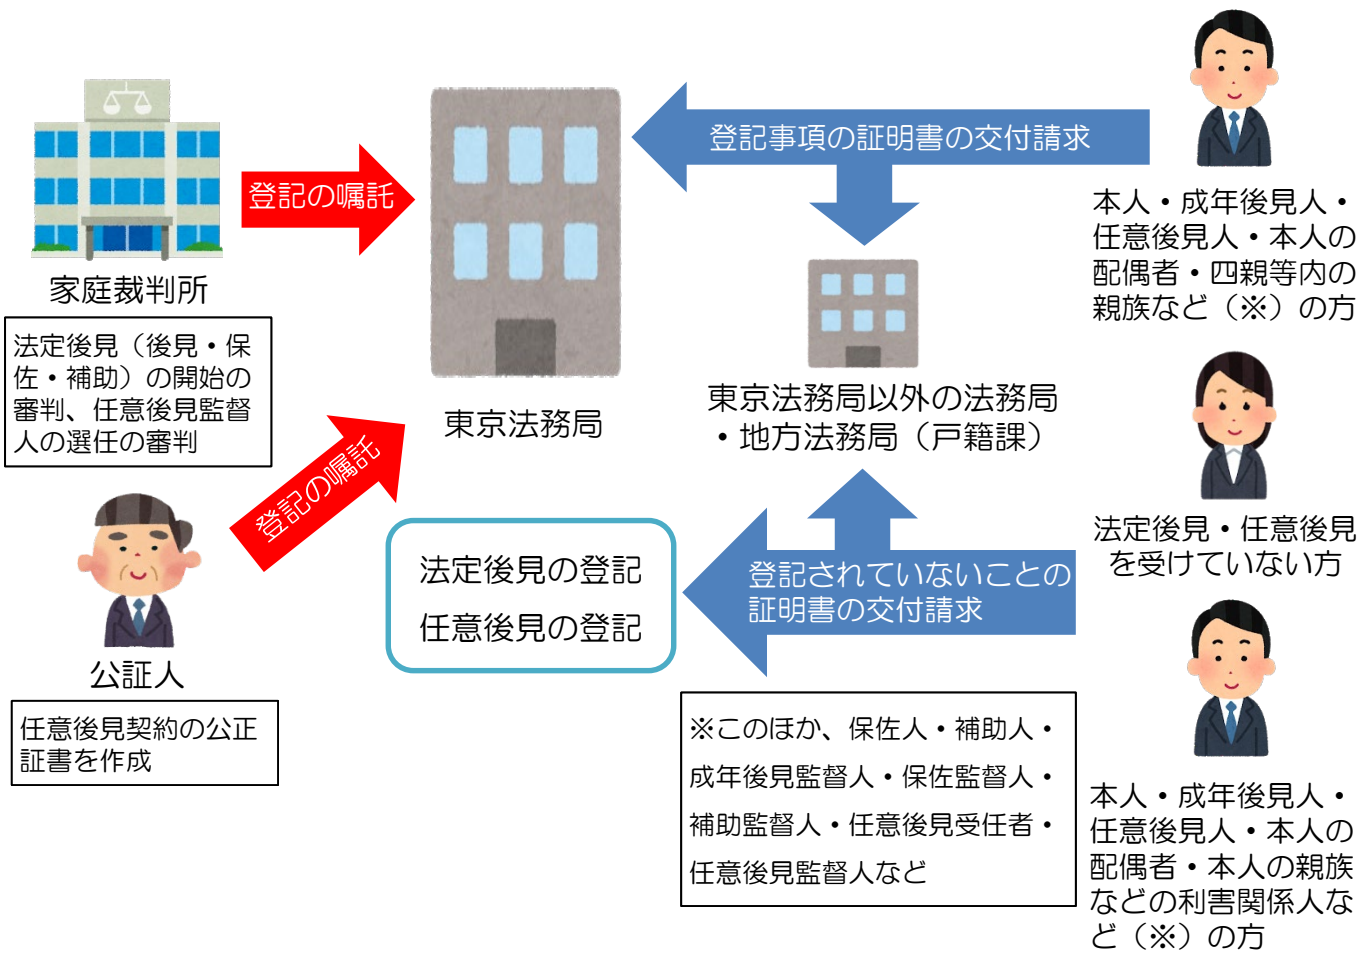 家庭裁判所
法定後見（後見・保
佐・補助）の開始の
審判、任意後見監督
人の選任の審判
登記の嘱託
公証人
任意後見契約の公正
証書を作成
登記の嘱託
東京法務局
法定後見の登記
任意後見の登記
登記事項の証明書の交付請求
東京法務局以外の法務局
・地方法務局（戸籍課）
登記されていないことの
証明書の交付請求
※このほか、保佐人・補助人・
成年後見監督人・保佐監督人・
補助監督人・任意後見受任者・
任意後見監督人など
本人・成年後見人・
任意後見人・本人の
配偶者・四親等内の
親族など（※）の方
法定後見・任意後見
を受けていない方
本人・成年後見人・
任意後見人・本人の
配偶者・本人の親族
などの利害関係人な
ど（※）の方